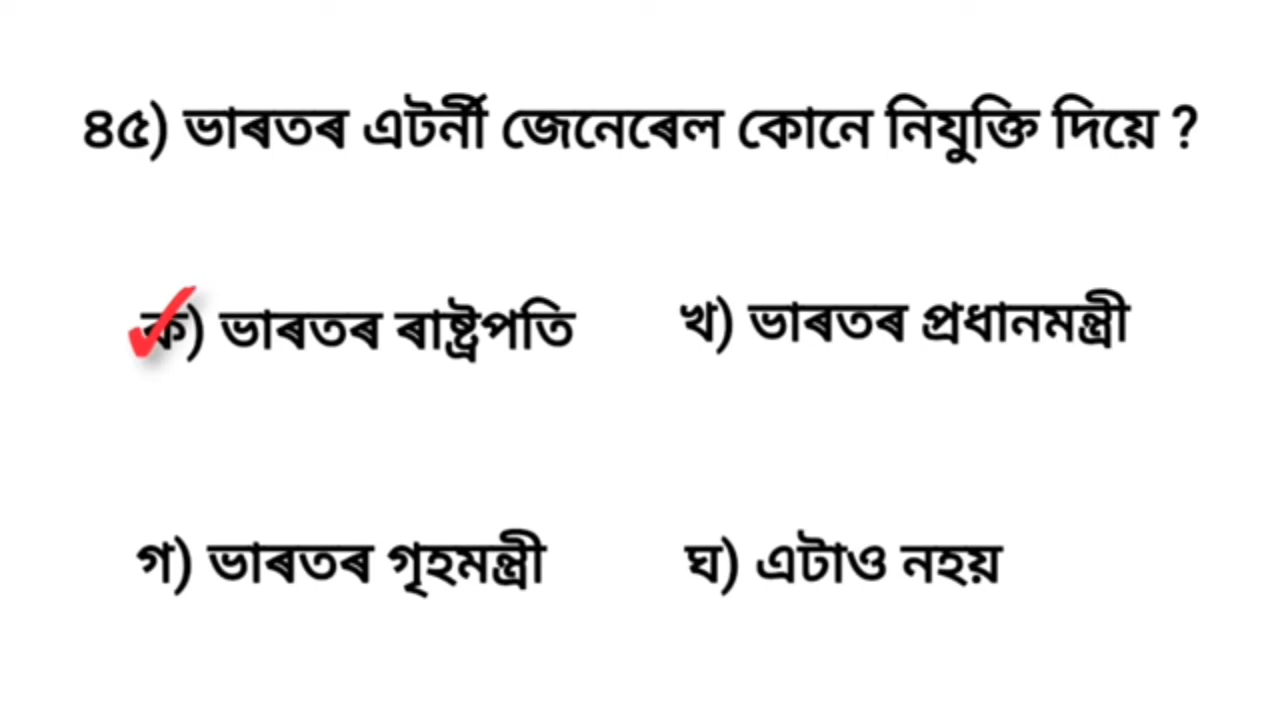 ৪৫) ভাৰতৰ এটৰ্নী জেনেৰেল কোনে নিযুক্তি দিয়ে ?
ক) ভাৰতৰ ৰাষ্ট্ৰপতি
খ) ভাৰতৰ প্ৰধানমন্ত্ৰী
গ) ভাৰতৰ গৃহমন্ত্ৰী
ঘ) এটাও নহয়